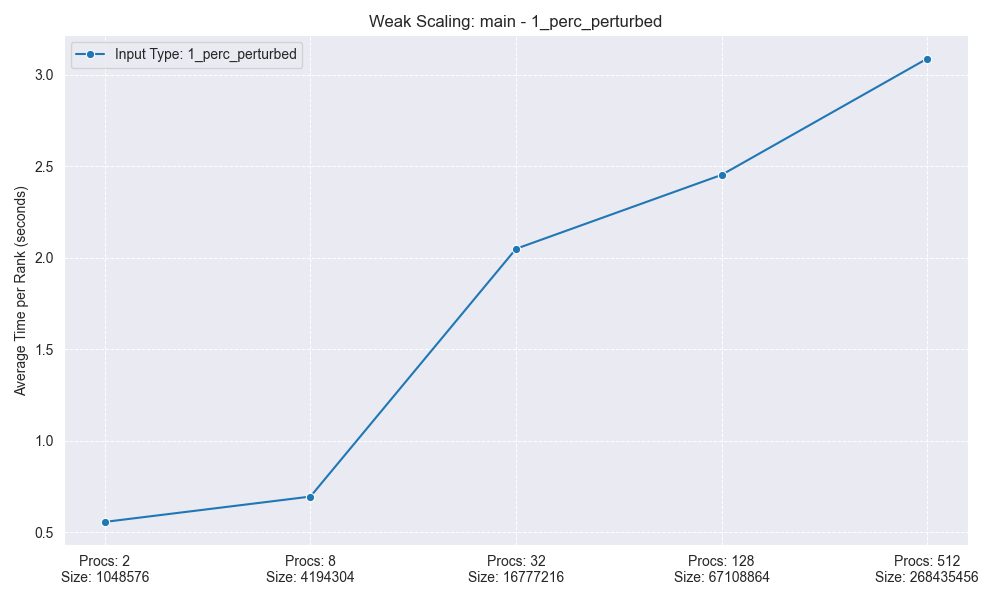 Weak Scaling: main - 1_perc_perturbed
Input Type: 1_perc_perturbed
Average Time per Rank (seconds)
3.0
2.5
2.0
1.5
1.0
0.5
Procs: 2
Size: 1048576
Procs: 8
Size: 4194304
Procs: 32
Size: 16777216
Procs: 128
Size: 67108864
Procs: 512
Size: 268435456